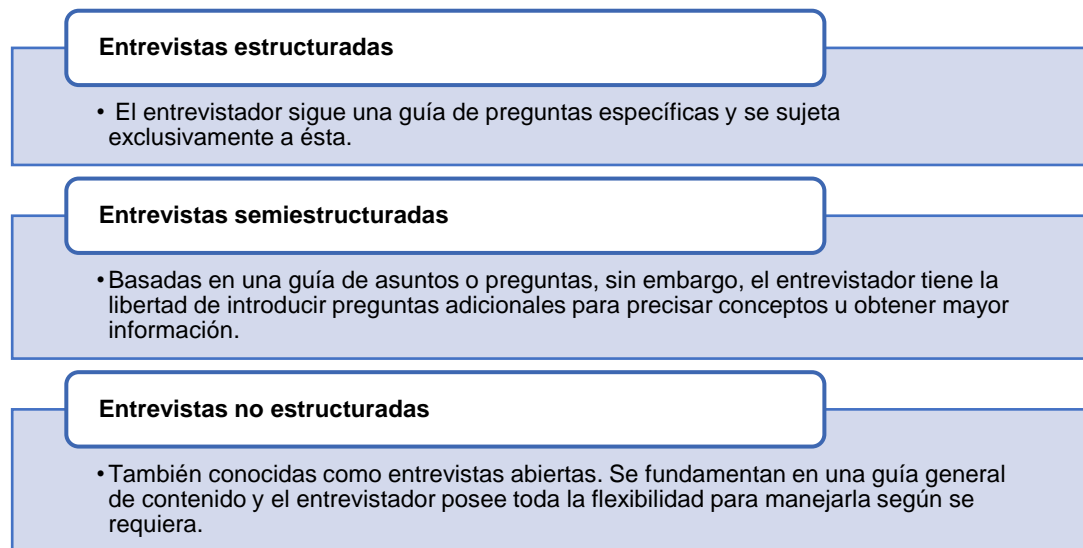 Entrevistas estructuradas
• El entrevistador sigue una guía de preguntas específicas y se sujeta
exclusivamente a ésta.
Entrevistas semiestructuradas
•Basadas en una guía de asuntos o preguntas, sin embargo, el entrevistador tiene la
libertad de introducir preguntas adicionales para precisar conceptos u obtener mayor
información.
Entrevistas no estructuradas
•También conocidas como entrevistas abiertas. Se fundamentan en una guía general
de contenido y el entrevistador posee toda la flexibilidad para manejarla según se
requiera.